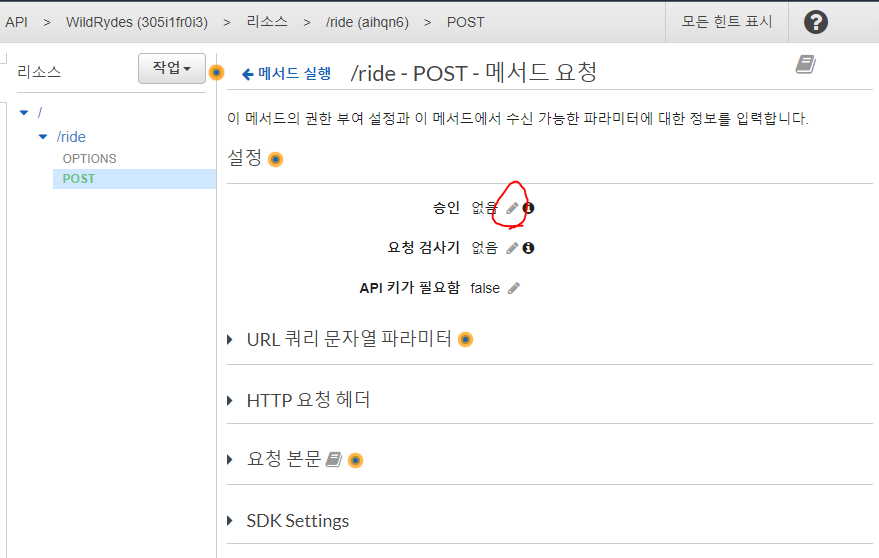 API > WildRydes (305i1fr0i3) > 리소스 > /ride (aihqn6) > POST 모든 힌트 표시 ?
리소스 작업
메서드 실행 /ride - POST - 메서드 요청
/
/ride
OPTIONS
POST
이 메서드의 권한 부여 설정과 이 메서드에서 수신 가능한 파라미터에 대한 정보를 입력합니다.
설정
승인 없음
요청 검사기 없음
API 키가 필요함 false
URL 쿼리 문자열 파라미터
HTTP 요청 헤더
요청 본문
SDK Settings